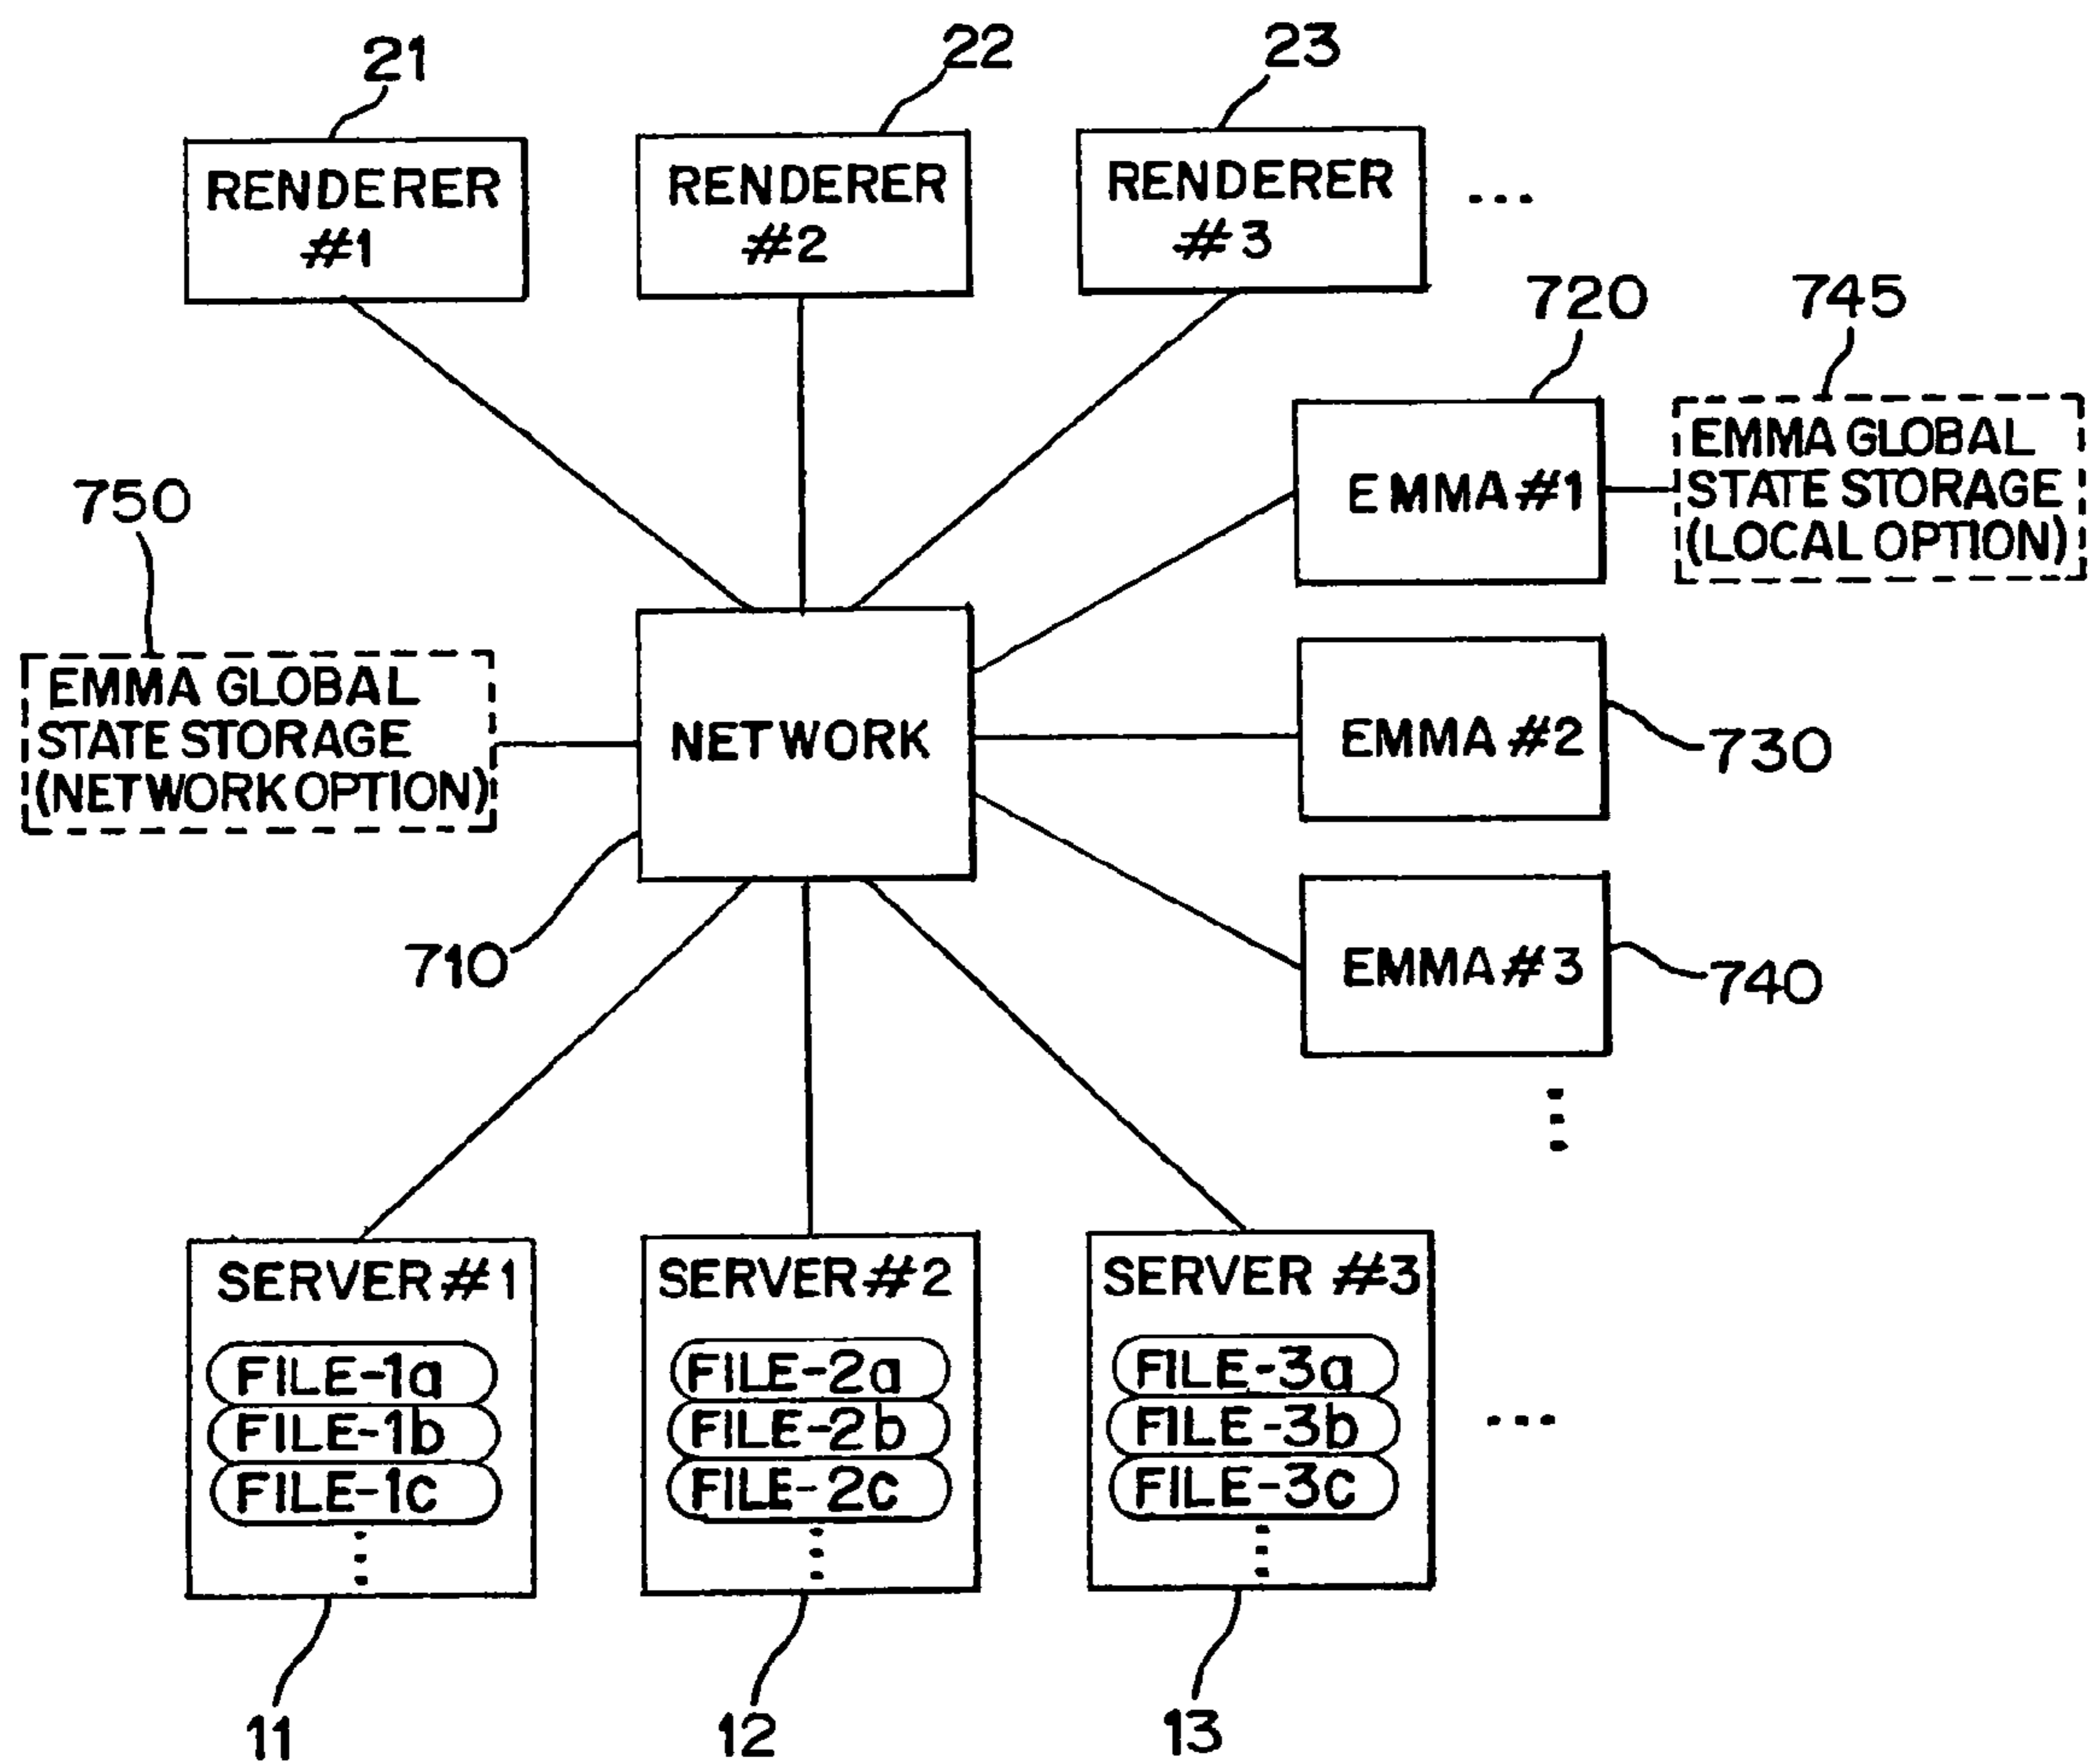 21
22
23
RENDERER
#1
RENDERER
#2
RENDERER
#3
...
720
745
EMMA #1
EMMA GLOBAL
STATE STORAGE
(LOCAL OPTION)
750
EMMA GLOBAL
STATE STORAGE
(NETWORK OPTION)
NETWORK
EMMA #2
730
710
EMMA #3
740
SERVER #1
FILE-1a
FILE-1b
FILE-1c
SERVER #2
FILE-2a
FILE-2b
FILE-2c
SERVER #3
FILE-3a
FILE-3b
FILE-3c
...
11
12
13